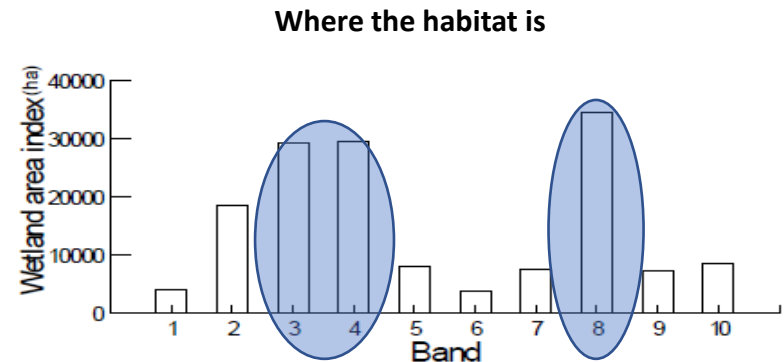 Where the habitat is
Wetland area index (ha)
40000
30000
20000
10000
0
1 2 3 4 5 6 7 8 9 10
Band